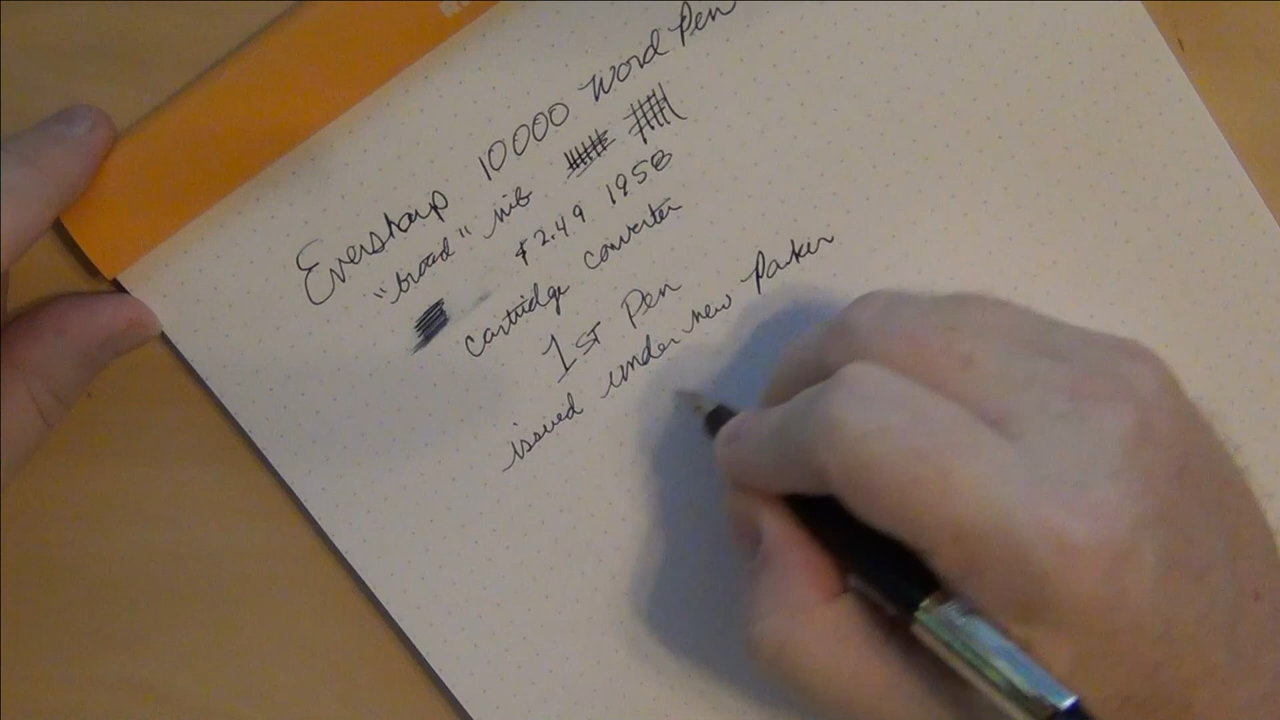 Eversharp 10000 Word Pen
"broad" nib
$2.49 1958
cartridge converter
1st Pen
issued under new Parker